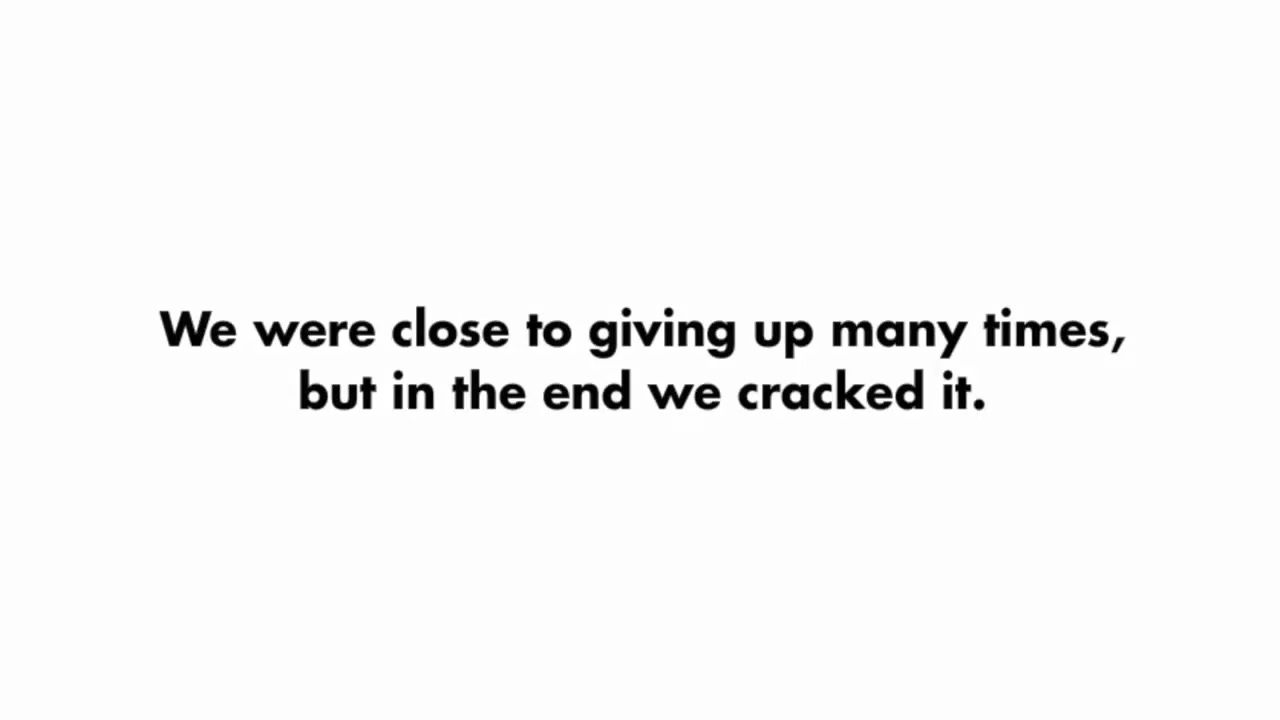 We were close to giving up many times,
but in the end we cracked it.